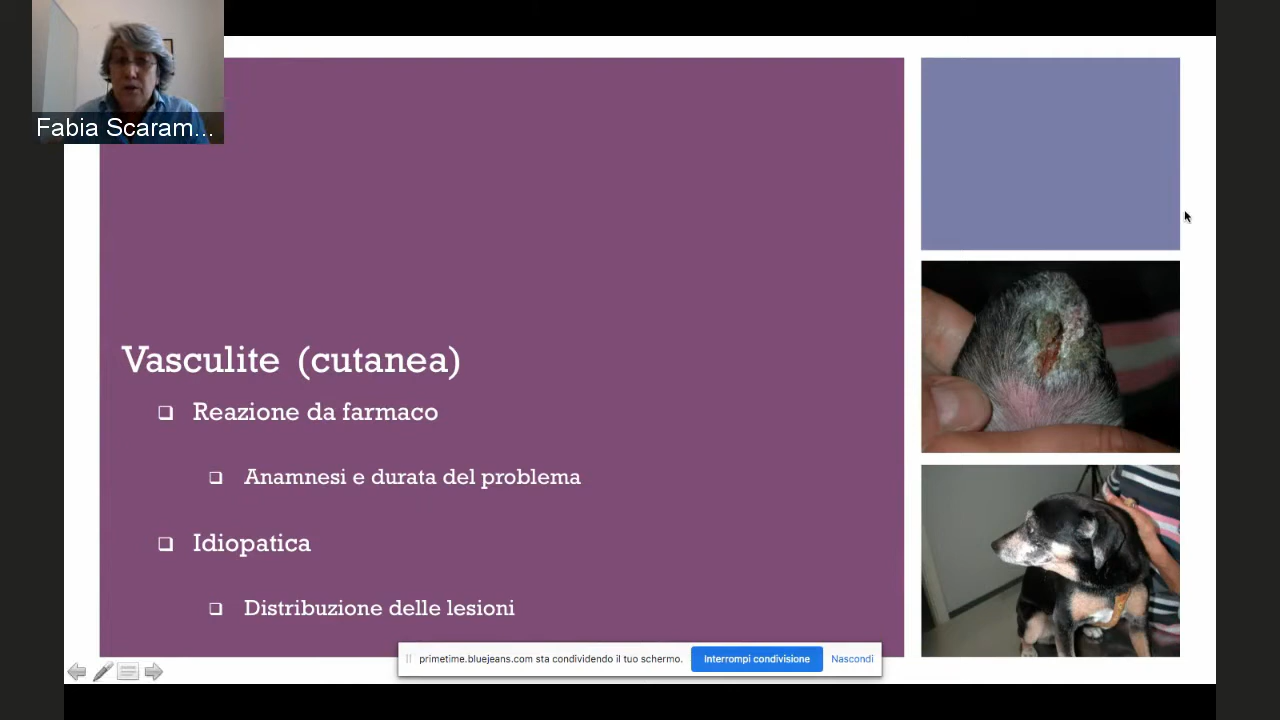 Fabia Scaram...
Vasculite (cutanea)
Reazione da farmaco
Anamnesi e durata del problema
Idiopatica
Distribuzione delle lesioni
primetime.bluejeans.com sta condividendo il tuo schermo.
Interrompi condivisione
Nascondi